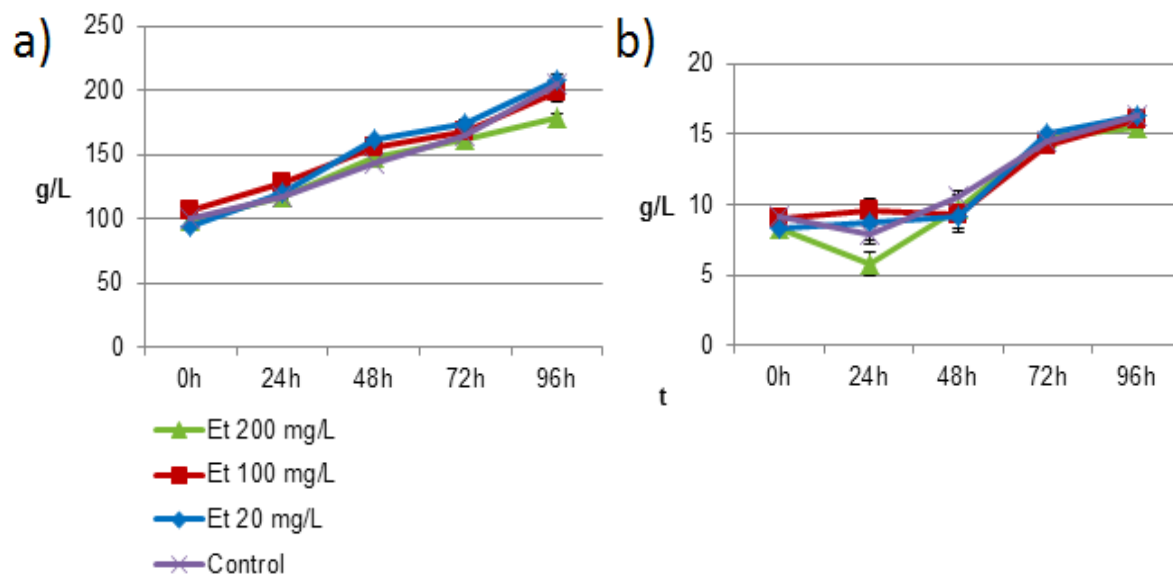 a)
250
200
150
100
50
0
g/L
0h 24h 48h 72h 96h
b)
20
15
10
5
0
g/L
0h 24h 48h 72h 96h
t
Et 200 mg/L
Et 100 mg/L
Et 20 mg/L
Control